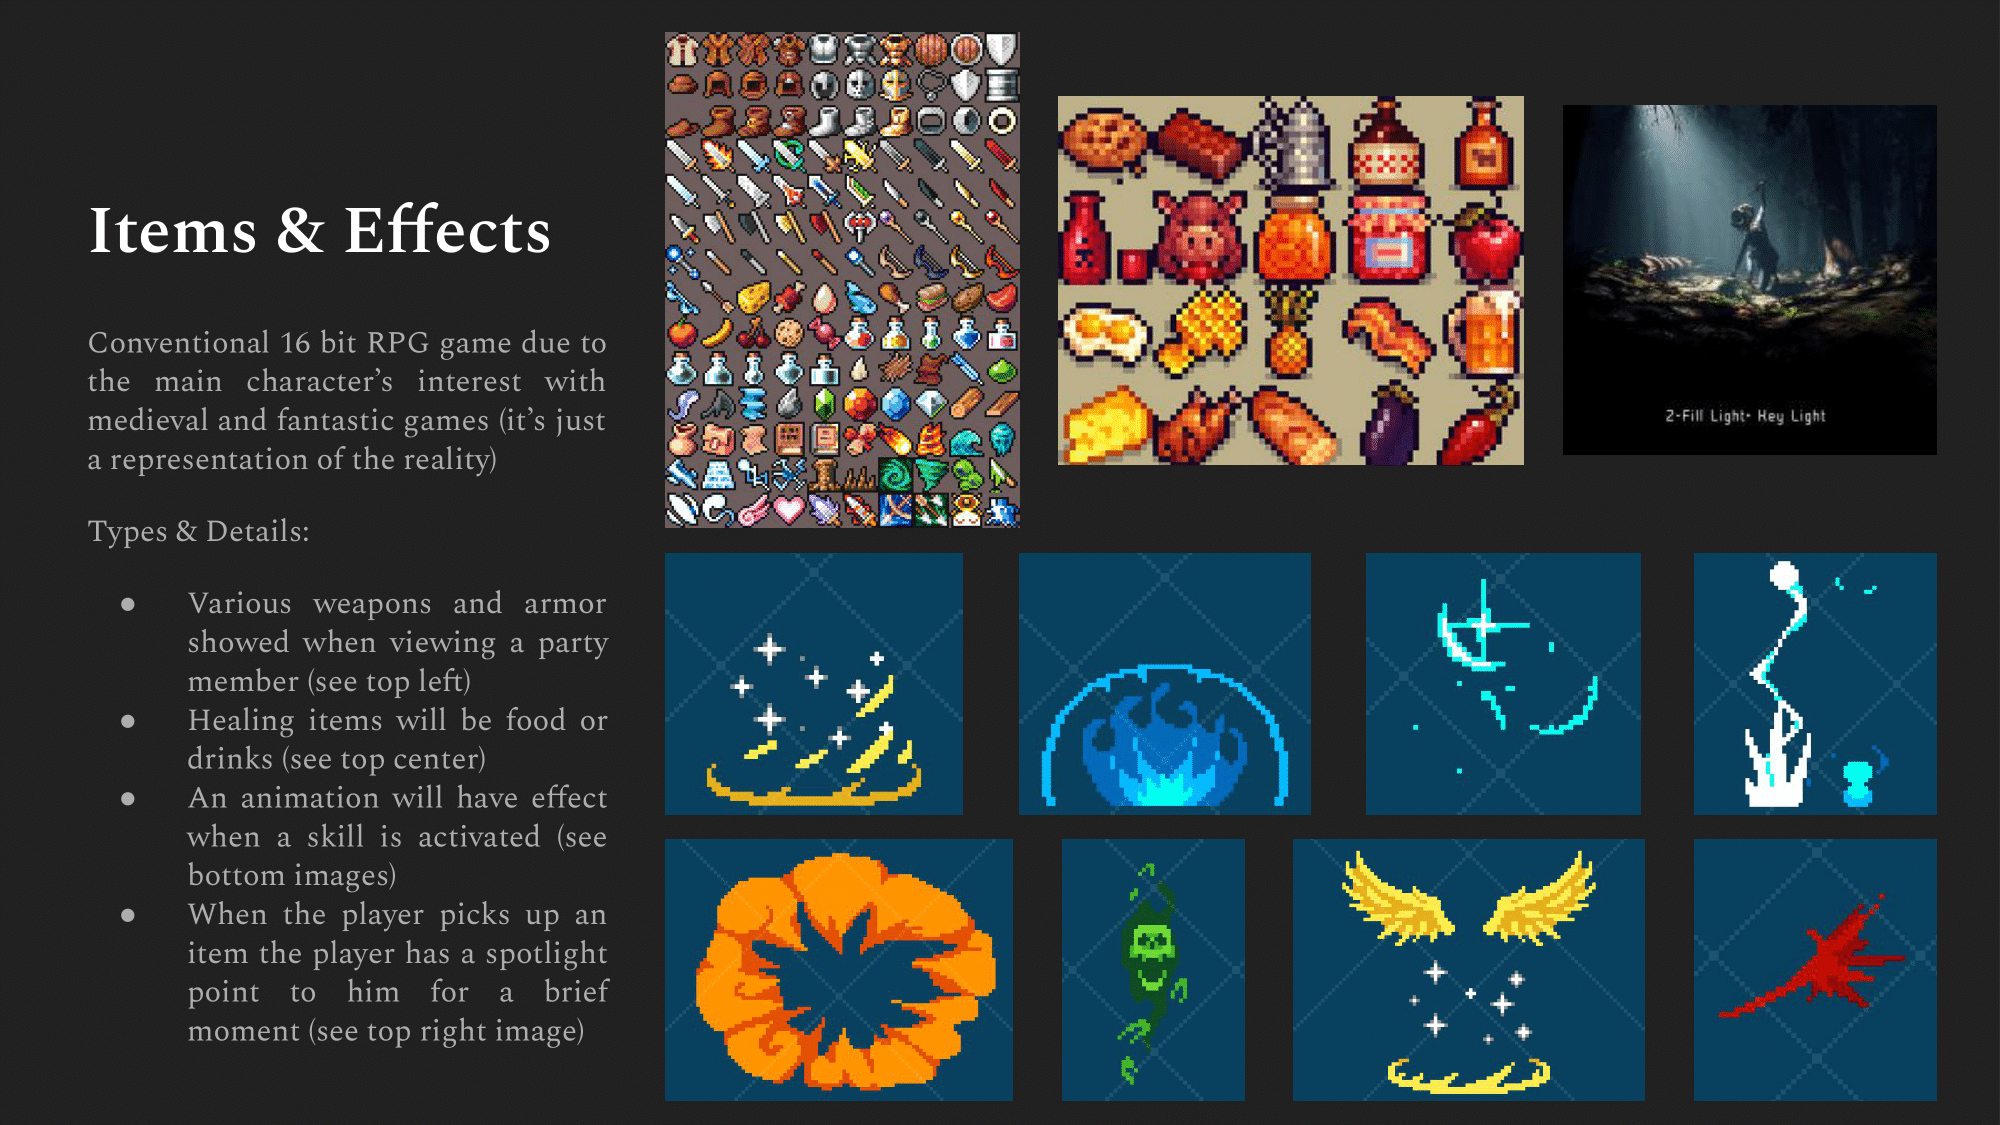 Items & Effects
Conventional 16 bit RPG game due to
the main character’s interest with
medieval and fantastic games (it’s just
a representation of the reality)
Types & Details:
● Various weapons and armor
showed when viewing a party
member (see top left)
● Healing items will be food or
drinks (see top center)
● An animation will have effect
when a skill is activated (see
bottom images)
● When the player picks up an
item the player has a spotlight
point to him for a brief
moment (see top right image)
2-Fill Light+ Key Light